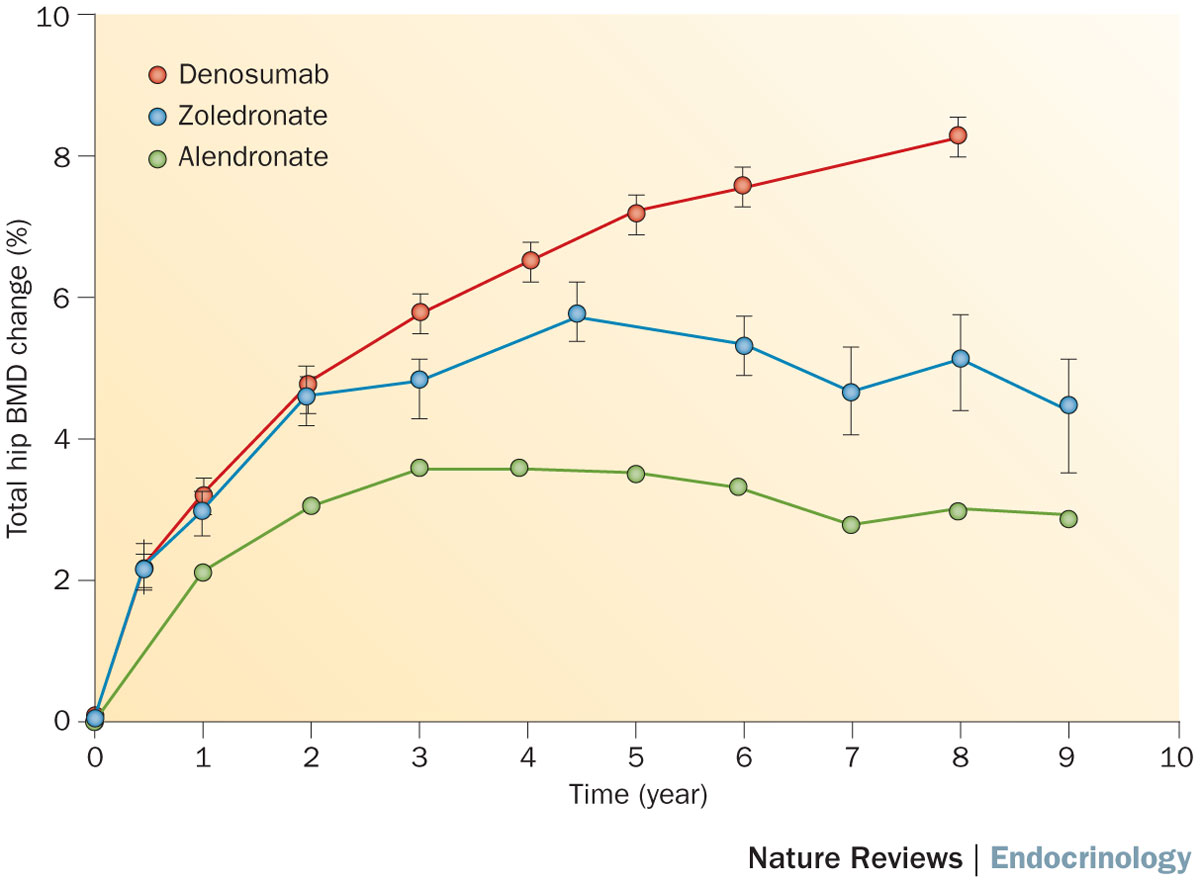 10
8
6
4
2
0
Total hip BMD change (%)
Denosumab
Zoledronate
Alendronate
0 1 2 3 4 5 6 7 8 9 10
Time (year)
Nature Reviews | Endocrinology